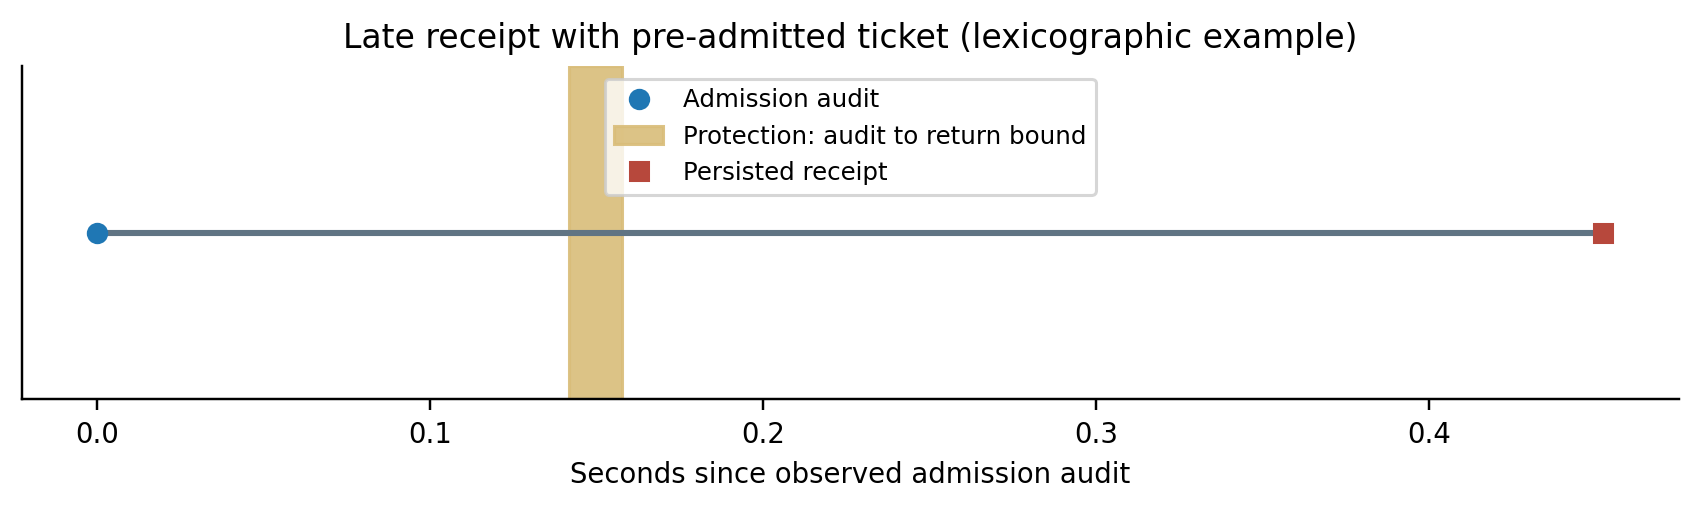 Late receipt with pre-admitted ticket (lexicographic example)
Admission audit
Protection: audit to return bound
Persisted receipt
0.0 0.1 0.2 0.3 0.4
Seconds since observed admission audit